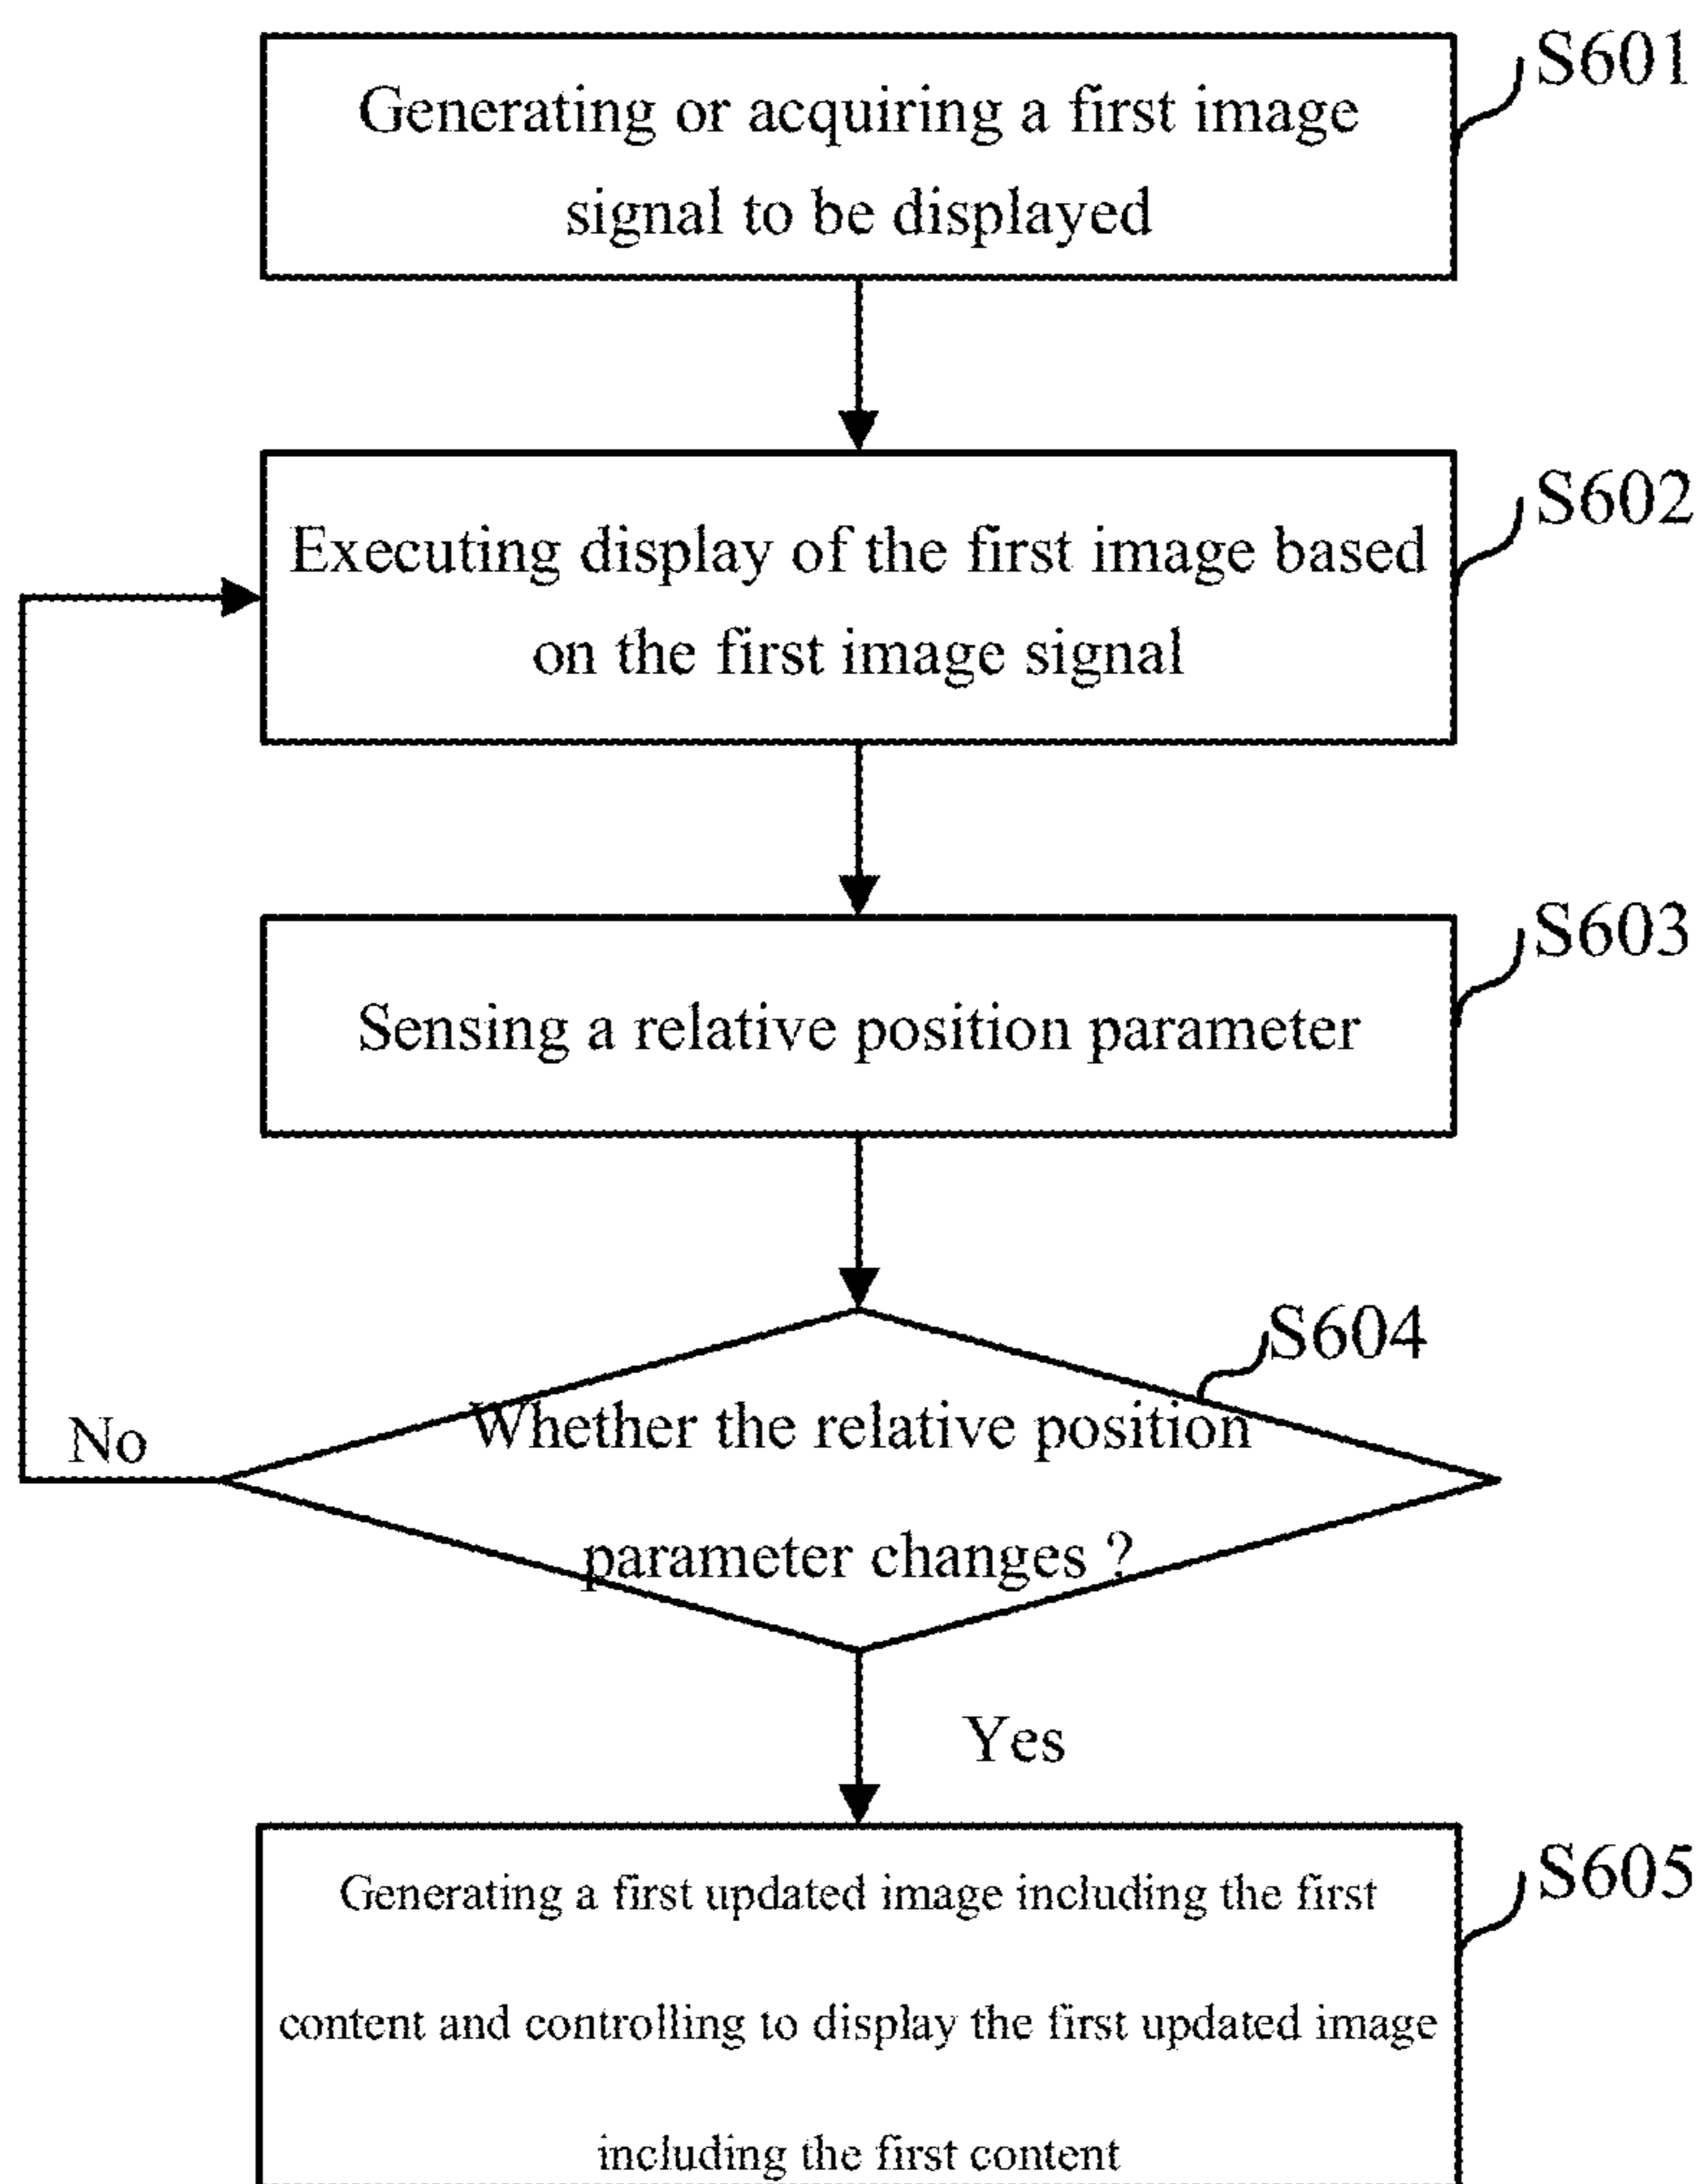 S601
Generating or acquiring a first image
signal to be displayed
S602
Executing display of the first image based
on the first image signal
S603
Sensing a relative position parameter
S604
Whether the relative position
parameter changes ?
No
Yes
S605
Generating a first updated image including the first
content and controlling to display the first updated image
including the first content